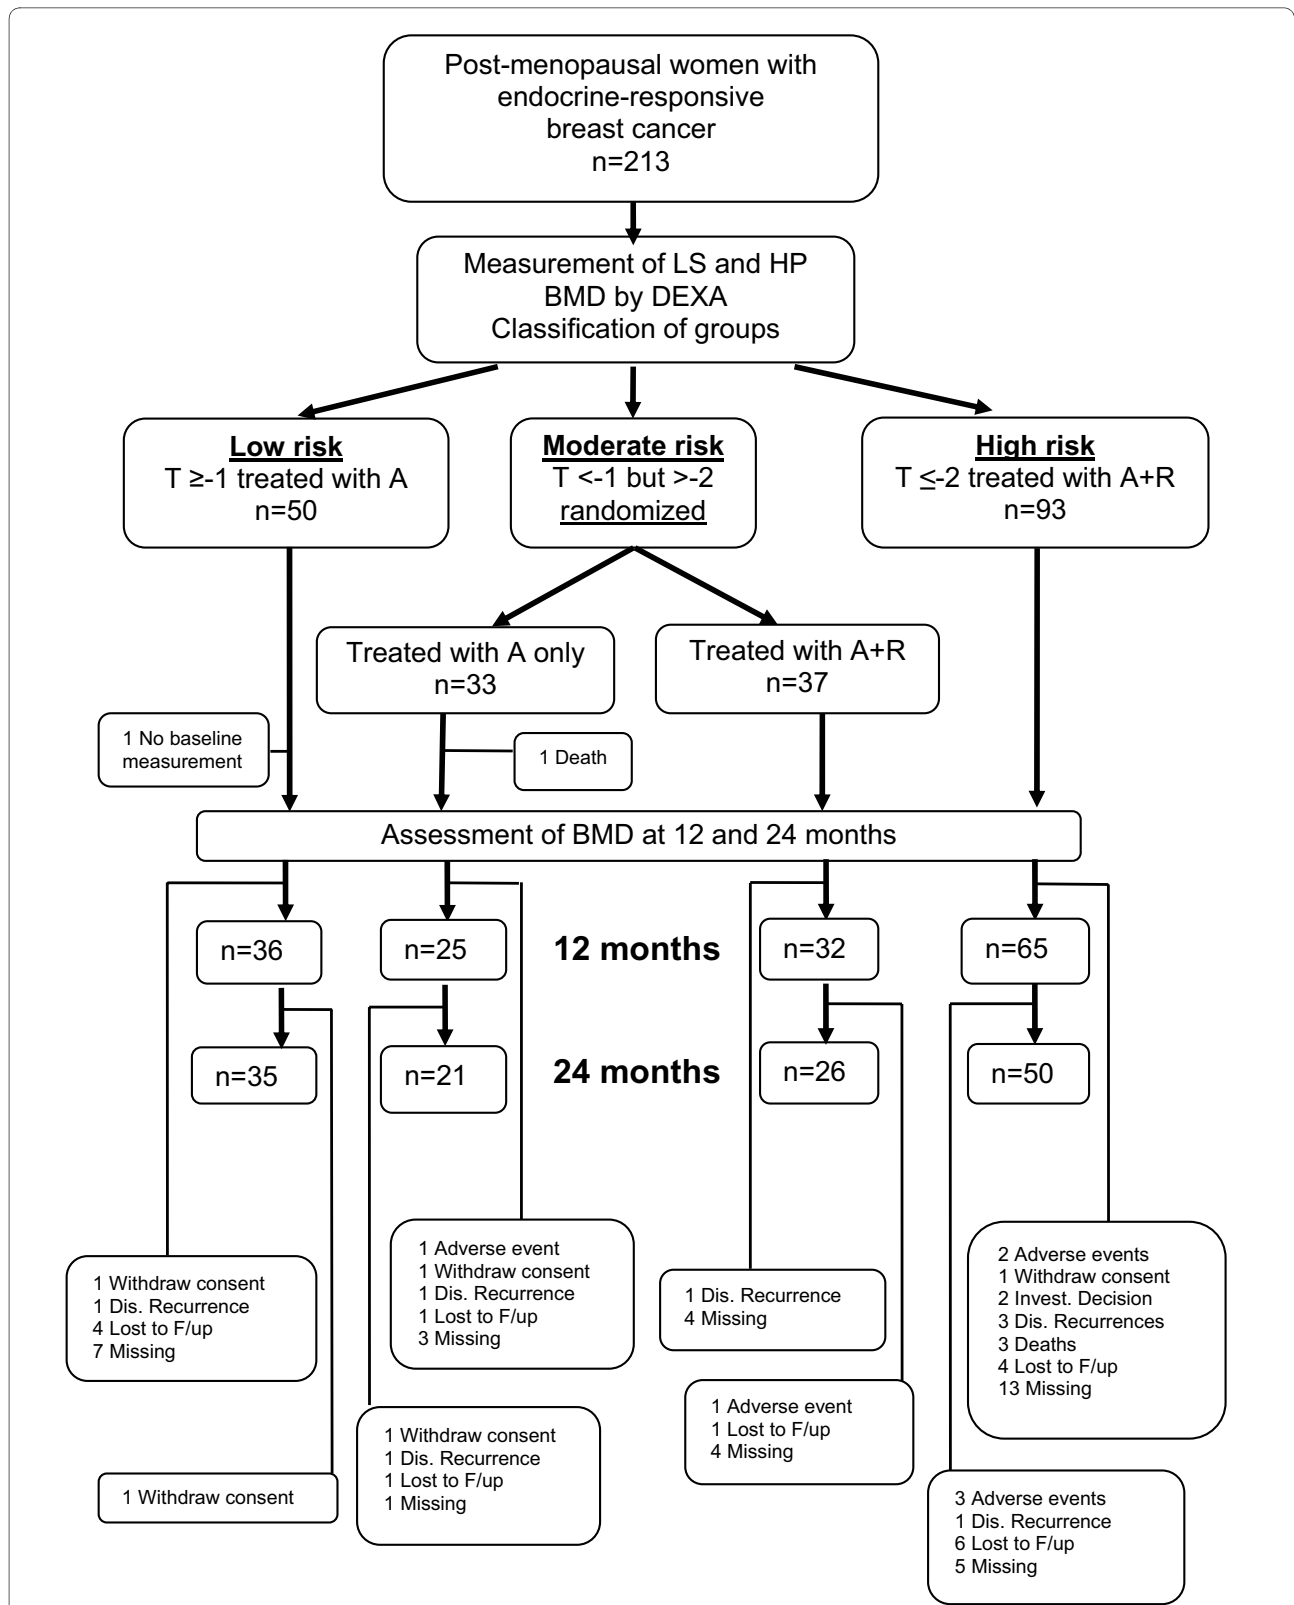 Post-menopausal women with
endocrine-responsive
breast cancer
n=213
Measurement of LS and HP
BMD by DEXA
Classification of groups
Low risk
T ≥-1 treated with A
n=50
Moderate risk
T <-1 but >-2
randomized
High risk
T ≤-2 treated with A+R
n=93
Treated with A only
n=33
Treated with A+R
n=37
1 No baseline
measurement
1 Death
Assessment of BMD at 12 and 24 months
n=36
n=25
12 months
n=32
n=65
n=35
n=21
24 months
n=26
n=50
1 Withdraw consent
1 Dis. Recurrence
4 Lost to F/up
7 Missing
1 Adverse event
1 Withdraw consent
1 Dis. Recurrence
1 Lost to F/up
3 Missing
1 Dis. Recurrence
4 Missing
2 Adverse events
1 Withdraw consent
2 Invest. Decision
3 Dis. Recurrences
3 Deaths
4 Lost to F/up
13 Missing
1 Withdraw consent
1 Withdraw consent
1 Dis. Recurrence
1 Lost to F/up
1 Missing
1 Adverse event
1 Lost to F/up
4 Missing
3 Adverse events
1 Dis. Recurrence
6 Lost to F/up
5 Missing